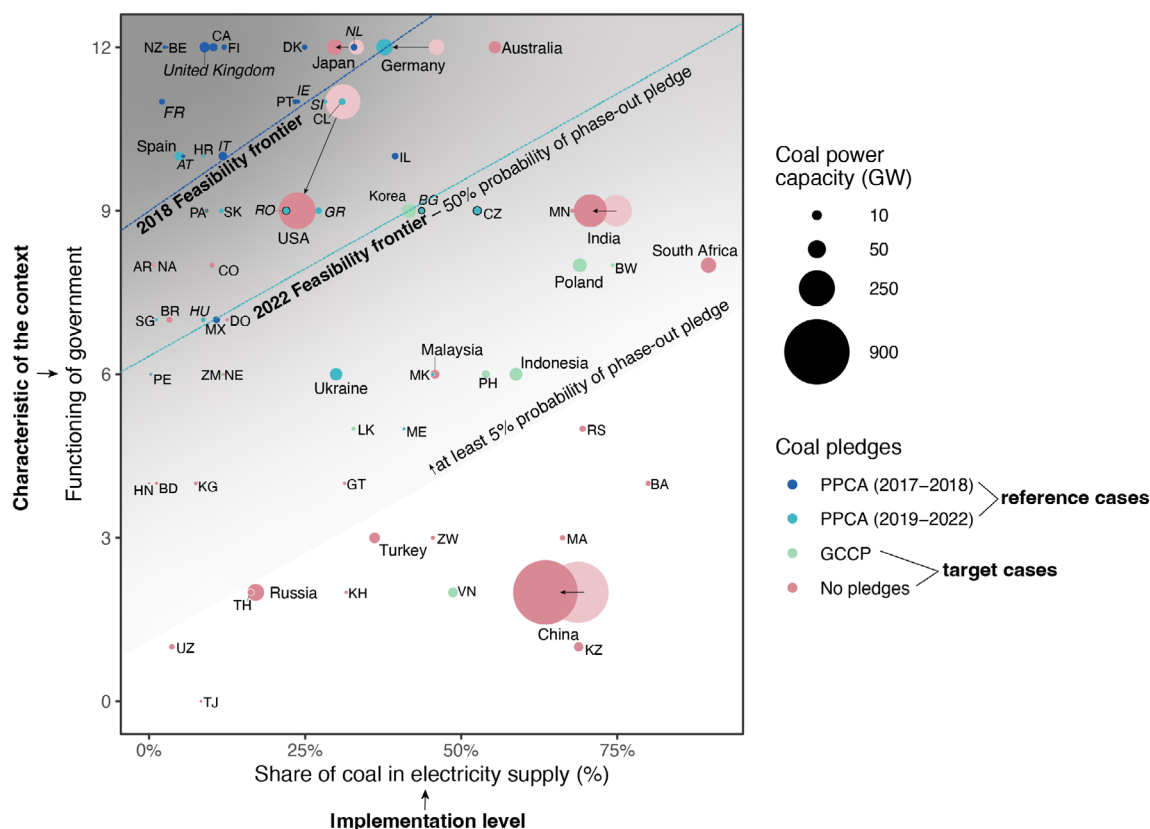 12
9
6
3
0
0%
25%
50%
75%
Share of coal in electricity supply (%)
Implementation level
Characteristic of the context
Functioning of government
NZ
BE
CA
FI
United Kingdom
DK
NL
Japan
Germany
Australia
FR
PT
IE
SI
CL
Spain
AT
HR
IT
IL
2018 Feasibility frontier
PA
SK
RO
GR
USA
Korea
BG
CZ
MN
India
2022 Feasibility frontier – 50% probability of phase-out pledge
AR
NA
CO
Poland
BW
South Africa
SG
BR
HU
MX
DO
PE
ZM
NE
Ukraine
Malaysia
MK
PH
Indonesia
↑at least 5% probability of phase-out pledge
LK
ME
RS
HN
BD
KG
GT
BA
Turkey
ZW
MA
TH
Russia
KH
VN
China
UZ
KZ
TJ
Coal power
capacity (GW)
10
50
250
900
Coal pledges
PPCA (2017–2018)
PPCA (2019–2022)
reference cases
GCCP
No pledges
target cases